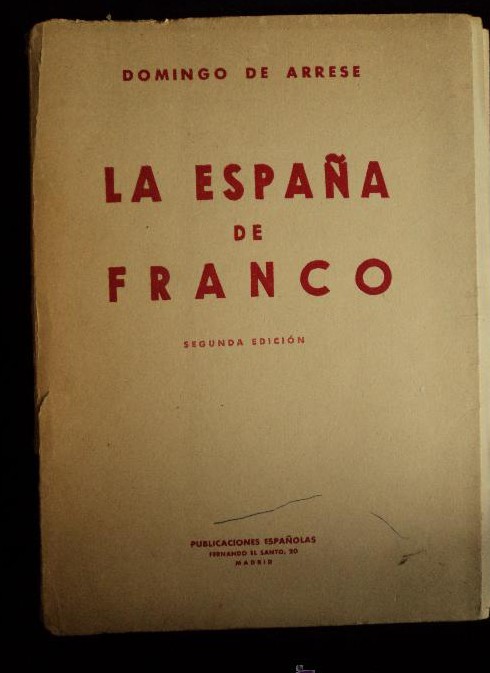 DOMINGO DE ARRESE
LA ESPAÑA
DE
FRANCO
SEGUNDA EDICIÓN
PUBLICACIONES ESPAÑOLAS
FERNANDO EL SANTO, 20
MADRID